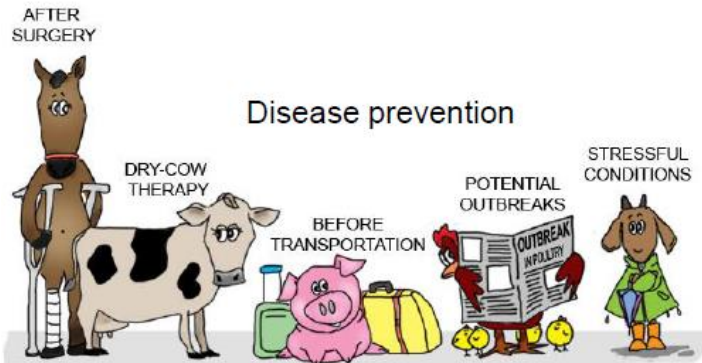 AFTER
SURGERY
Disease prevention
DRY-COW
THERAPY
BEFORE
TRANSPORTATION
POTENTIAL
OUTBREAKS
OUTBREAK
IN POULTRY
STRESSFUL
CONDITIONS